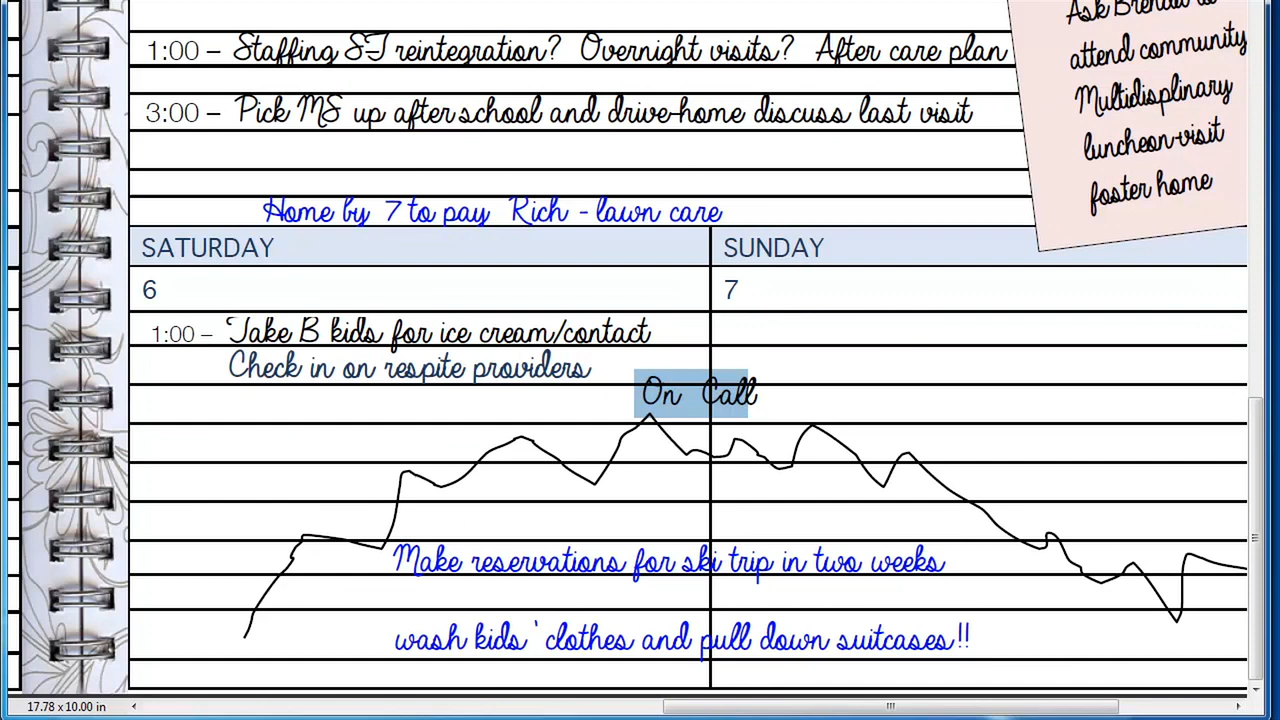 1:00 – Staffing S-J reintegration? Overnight visits? After care plan
3:00 – Pick MS up after school and drive-home discuss last visit
Home by 7 to pay Rich - lawn care
Ask Brenda to
attend community
Multidisplinary
luncheon-visit
foster home
SATURDAY
SUNDAY
6
7
1:00 – Take B kids for ice cream/contact
Check in on respite providers
On Call
Make reservations for ski trip in two weeks
wash kids' clothes and pull down suitcases!!
17.78 x 10.00 in